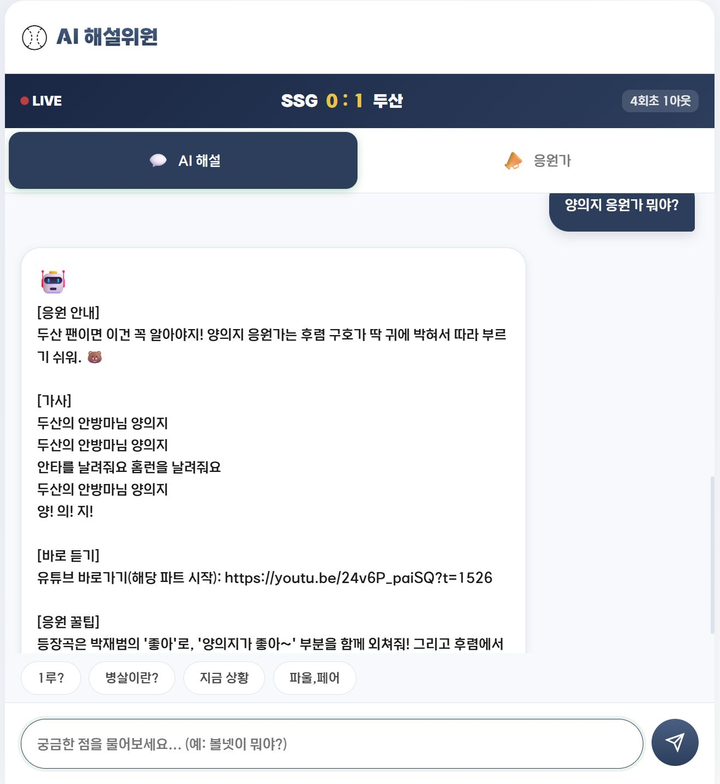 AI 해설위원
LIVE
SSG 0 : 1 두산
4회초 1아웃
AI 해설
응원가
양의지 응원가 뭐야?
[응원 안내]
두산 팬이면 이건 꼭 알아야지! 양의지 응원가는 후렴 구호가 딱 귀에 박혀서 따라 부르
기 쉬워. 🐻
[가사]
두산의 안방마님 양의지
두산의 안방마님 양의지
안타를 날려줘요 홈런을 날려줘요
두산의 안방마님 양의지
양! 의! 지!
[바로 듣기]
유튜브 바로가기(해당 파트 시작): https://youtu.be/24v6P_paiSQ?t=1526
[응원 꿀팁]
등장곡은 박재범의 '좋아'로, '양의지가 좋아~' 부분을 함께 외쳐줘! 그리고 후렴에서
1루?
병살이란?
지금 상황
파울,페어
궁금한 점을 물어보세요... (예: 볼넷이 뭐야?)